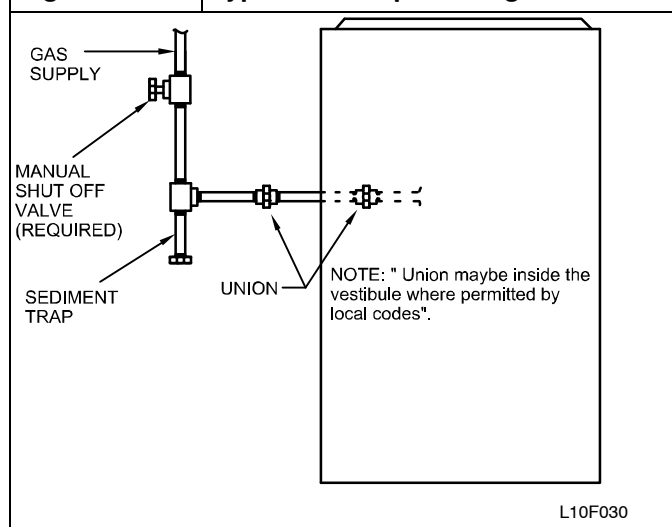 GAS
SUPPLY
MANUAL
SHUT OFF
VALVE
(REQUIRED)
SEDIMENT
TRAP
UNION
NOTE: " Union maybe inside the
vestibule where permitted by
local codes".
L10F030